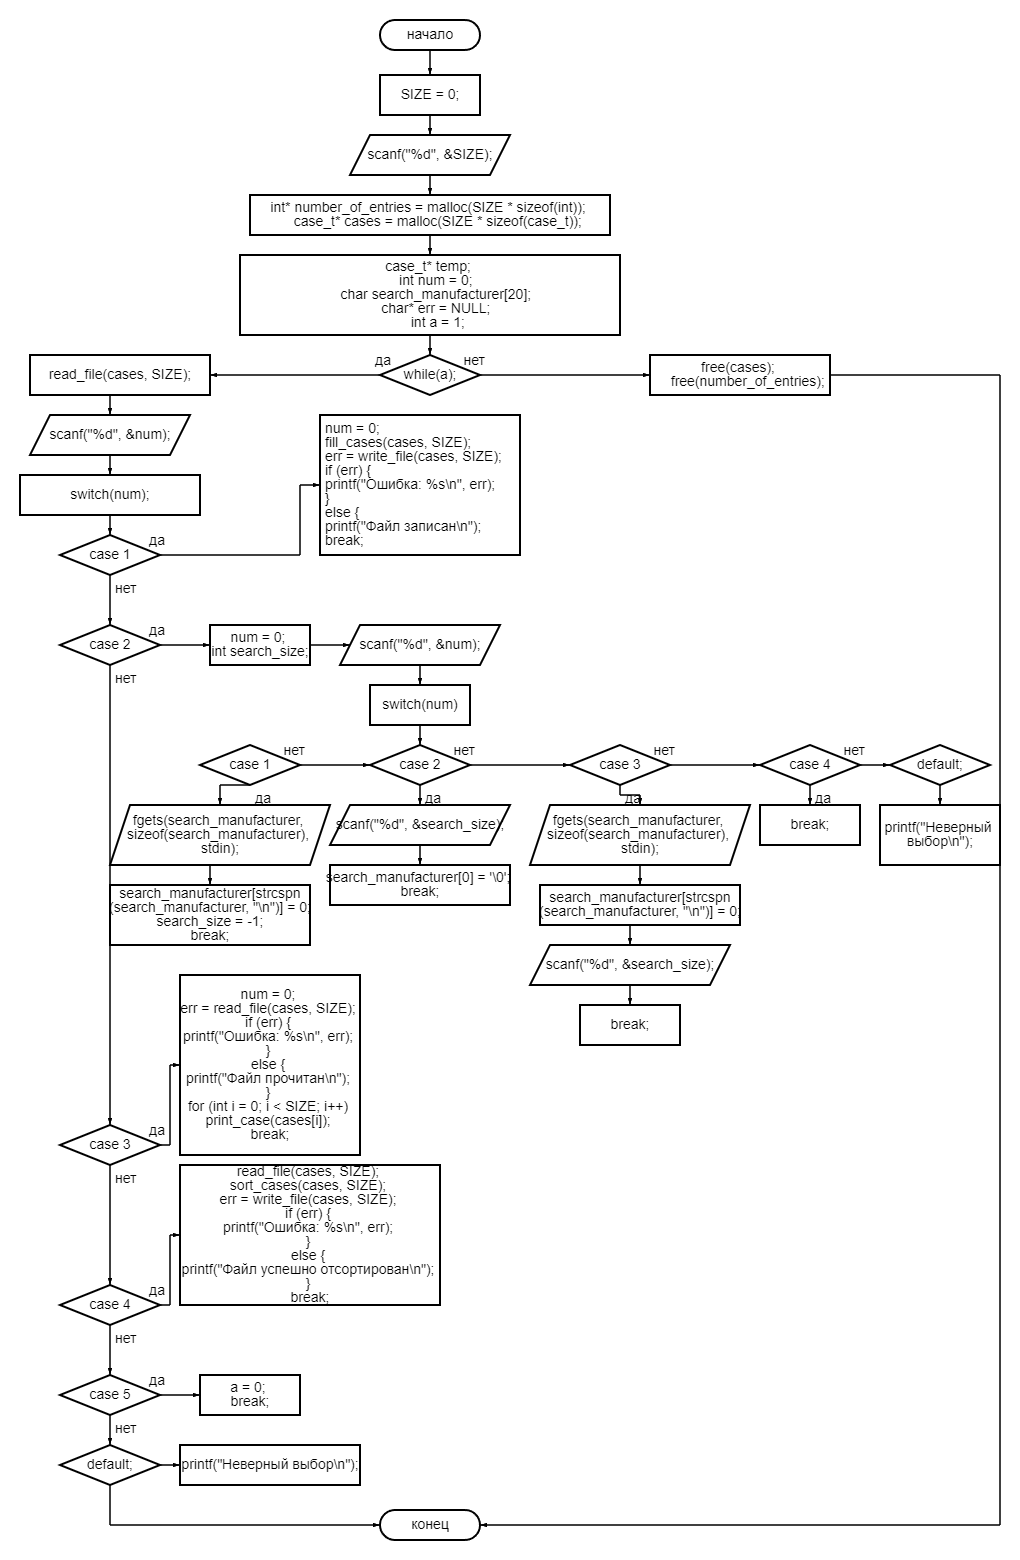 начало
SIZE = 0;
scanf("%d", &SIZE);
int* number_of_entries = malloc(SIZE * sizeof(int));
case_t* cases = malloc(SIZE * sizeof(case_t));
case_t* temp;
int num = 0;
char search_manufacturer[20];
char* err = NULL;
int a = 1;
да
нет
read_file(cases, SIZE);
while(a);
free(cases);
free(number_of_entries);
scanf("%d", &num);
switch(num);
case 1
да
нет
num = 0;
fill_cases(cases, SIZE);
err = write_file(cases, SIZE);
if (err) {
printf("Ошибка: %s\n", err);
}
else {
printf("Файл записан\n");
break;
case 2
да
нет
num = 0;
int search_size;
scanf("%d", &num);
switch(num)
case 1
нет
да
case 2
нет
да
case 3
нет
да
case 4
нет
да
default;
fgets(search_manufacturer,
sizeof(search_manufacturer),
stdin);
scanf("%d", &search_size);
fgets(search_manufacturer,
sizeof(search_manufacturer),
stdin);
break;
printf("Неверный
выбор\n");
search_manufacturer[strcspn
(search_manufacturer, "\n")] = 0;
search_size = -1;
break;
search_manufacturer[0] = '\0';
break;
search_manufacturer[strcspn
(search_manufacturer, "\n")] = 0;
scanf("%d", &search_size);
break;
num = 0;
err = read_file(cases, SIZE);
if (err) {
printf("Ошибка: %s\n", err);
}
else {
printf("Файл прочитан\n");
}
for (int i = 0; i < SIZE; i++)
print_case(cases[i]);
break;
case 3
да
нет
read_file(cases, SIZE);
sort_cases(cases, SIZE);
err = write_file(cases, SIZE);
if (err) {
printf("Ошибка: %s\n", err);
}
else {
printf("Файл успешно отсортирован\n");
}
break;
case 4
да
нет
case 5
да
нет
a = 0;
break;
default;
printf("Неверный выбор\n");
конец